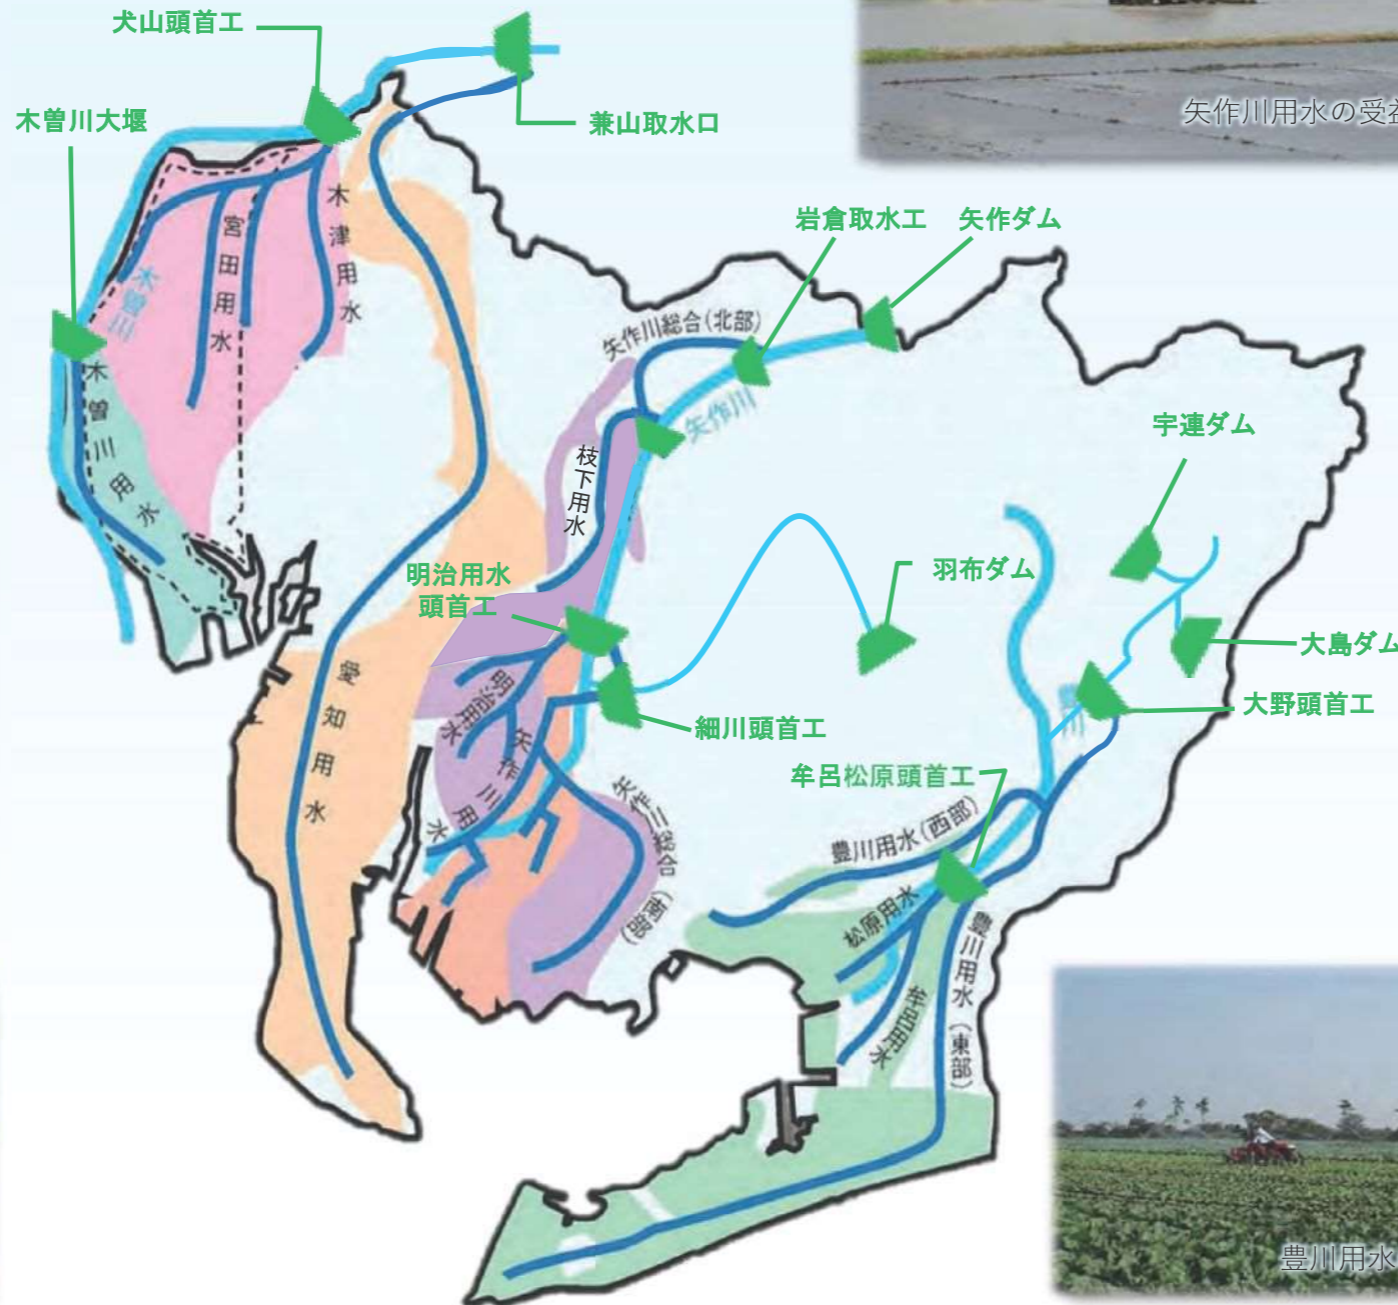 犬山頭首工
木曽川大堰
兼山取水口
矢作川用水の受益
岩倉取水工
矢作ダム
木津用水
宮田用水
木曽川
木曽川用水
矢作川総合(北部)
矢作川
枝下用水
宇連ダム
明治用水
頭首工
羽布ダム
大島ダム
大野頭首工
豊川
愛知用水
明治用水
矢作川用水
細川頭首工
牟呂松原頭首工
矢作川総合(南部)
豊川用水(西部)
松原用水
牟呂用水
豊川用水(東部)
豊川用水